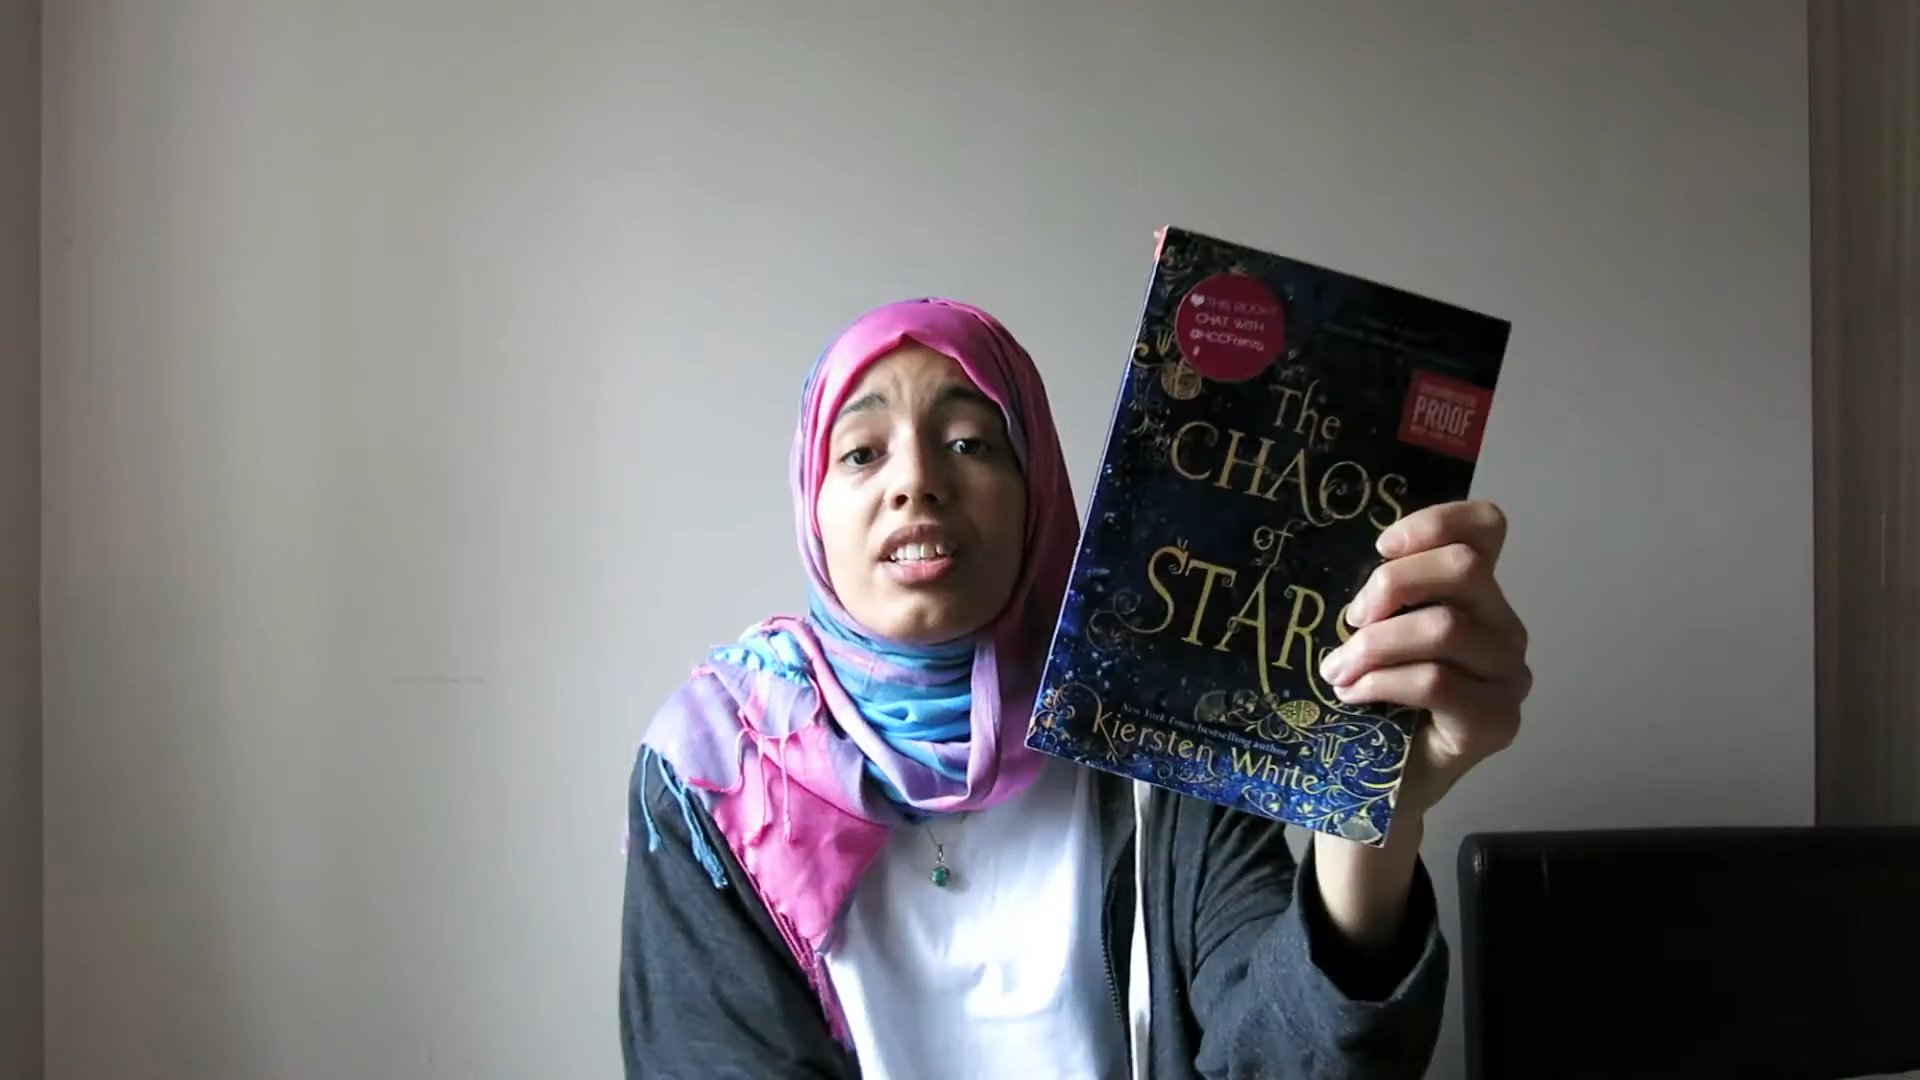 THIS BOOK?
CHAT WITH
@HCCFrenzy
#
PROOF
The
CHAOS
of
STARS
New York Times bestselling author
Kiersten White